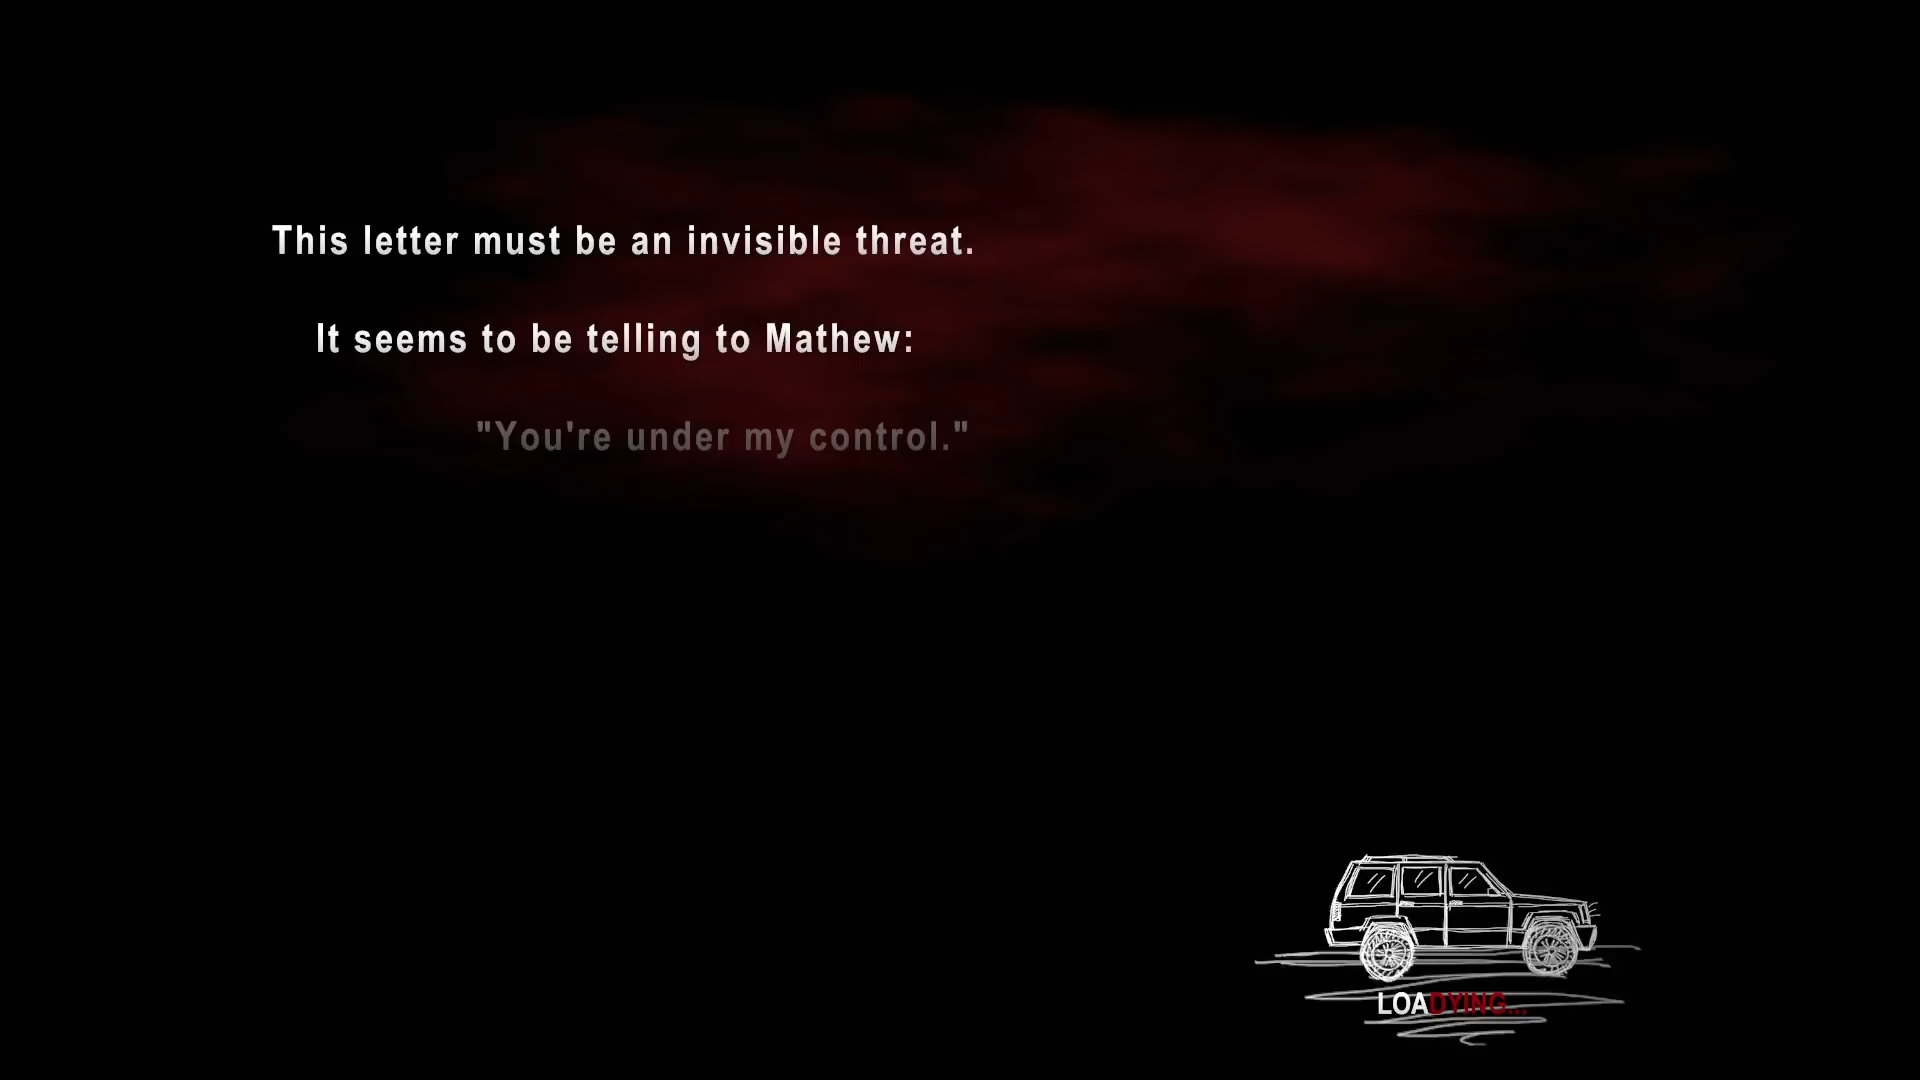 This letter must be an invisible threat.
It seems to be telling to Mathew:
"You're under my control."
LOADYING...